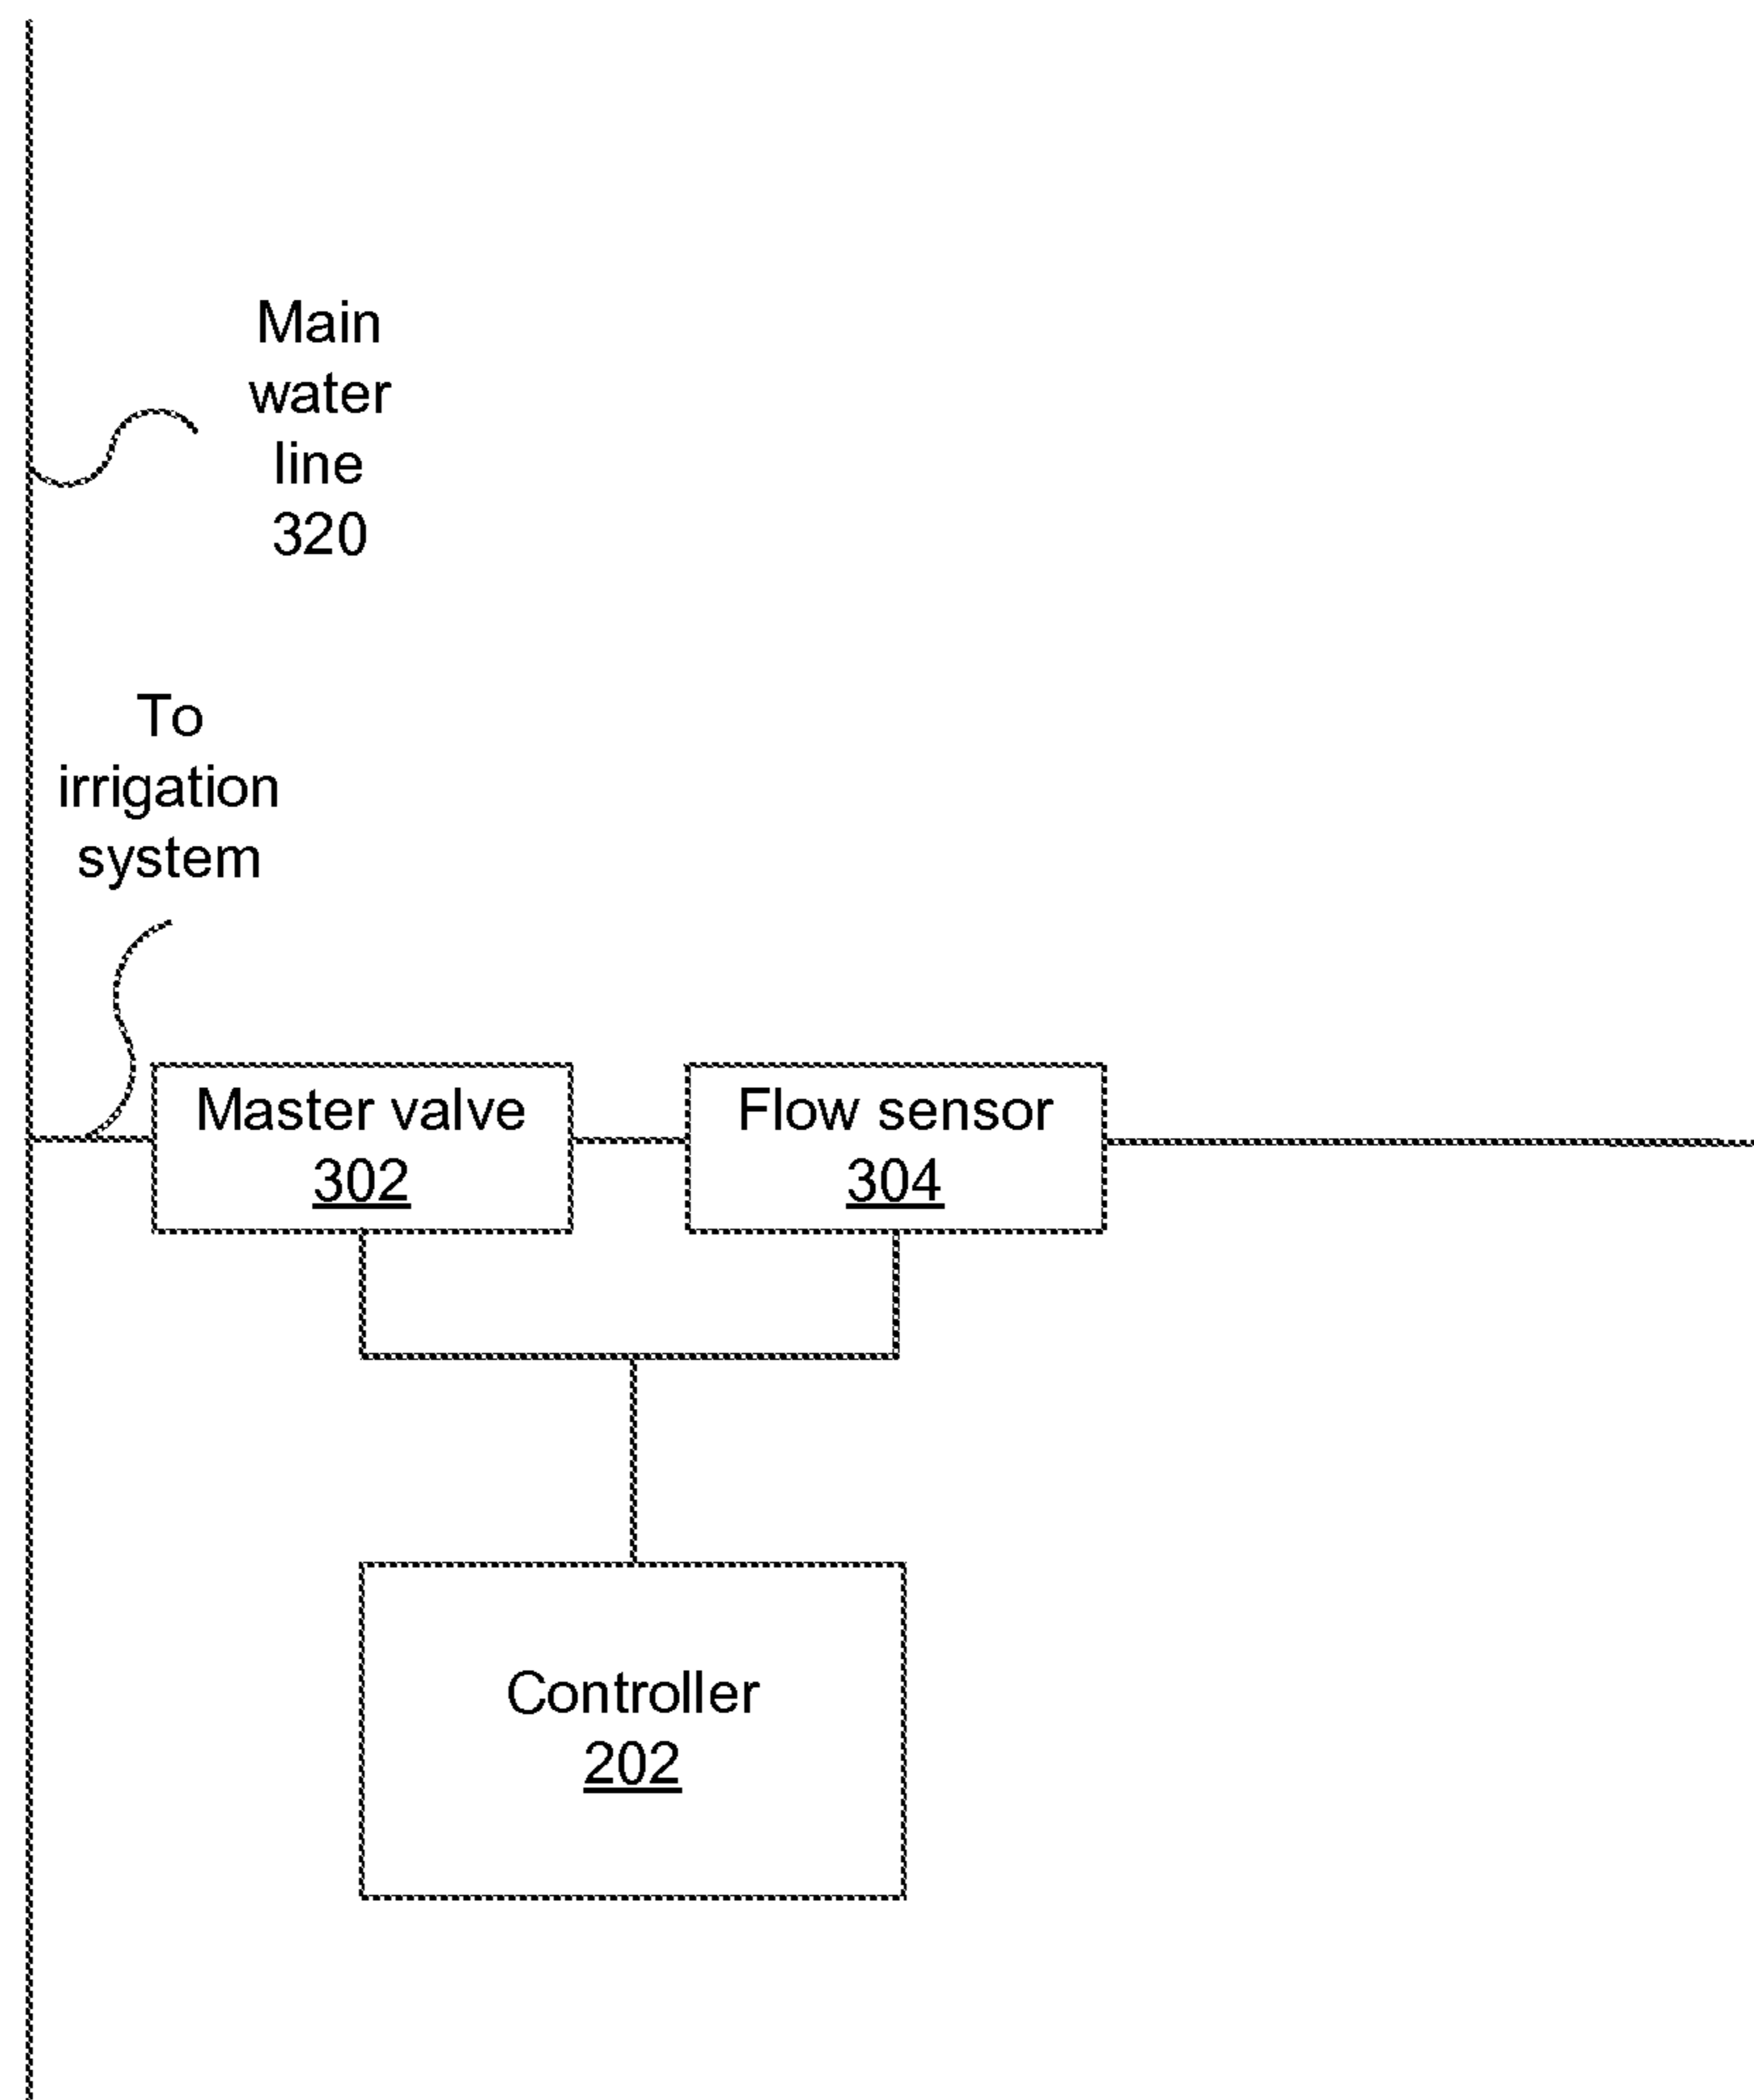 Main
water
line
320
To
irrigation
system
Master valve
302
Flow sensor
304
Controller
202